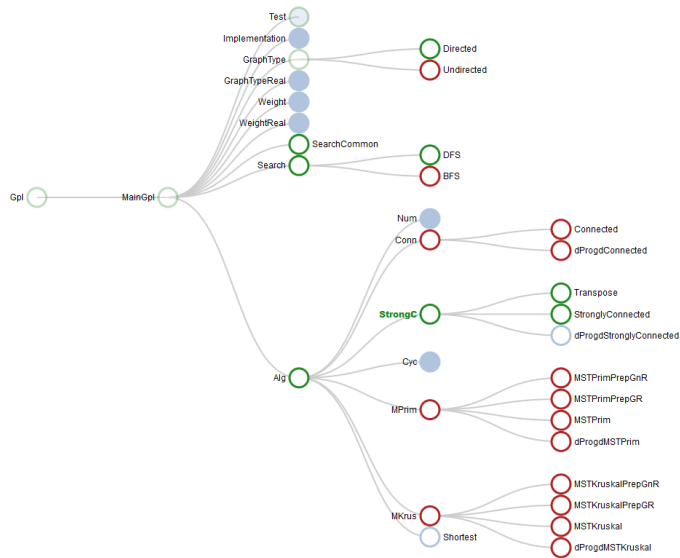 Test
Implementation
GraphType
Directed
Undirected
GraphTypeReal
Weight
WeightReal
SearchCommon
Search
DFS
BFS
Gpl
MainGpl
Num
Conn
Connected
dProgdConnected
StrongC
Transpose
StronglyConnected
dProgdStronglyConnected
Cyc
Alg
MPrim
MSTPrimPrepGnR
MSTPrimPrepGR
MSTPrim
dProgdMSTPrim
MKrus
Shortest
MSTKruskalPrepGnR
MSTKruskalPrepGR
MSTKruskal
dProgdMSTKruskal